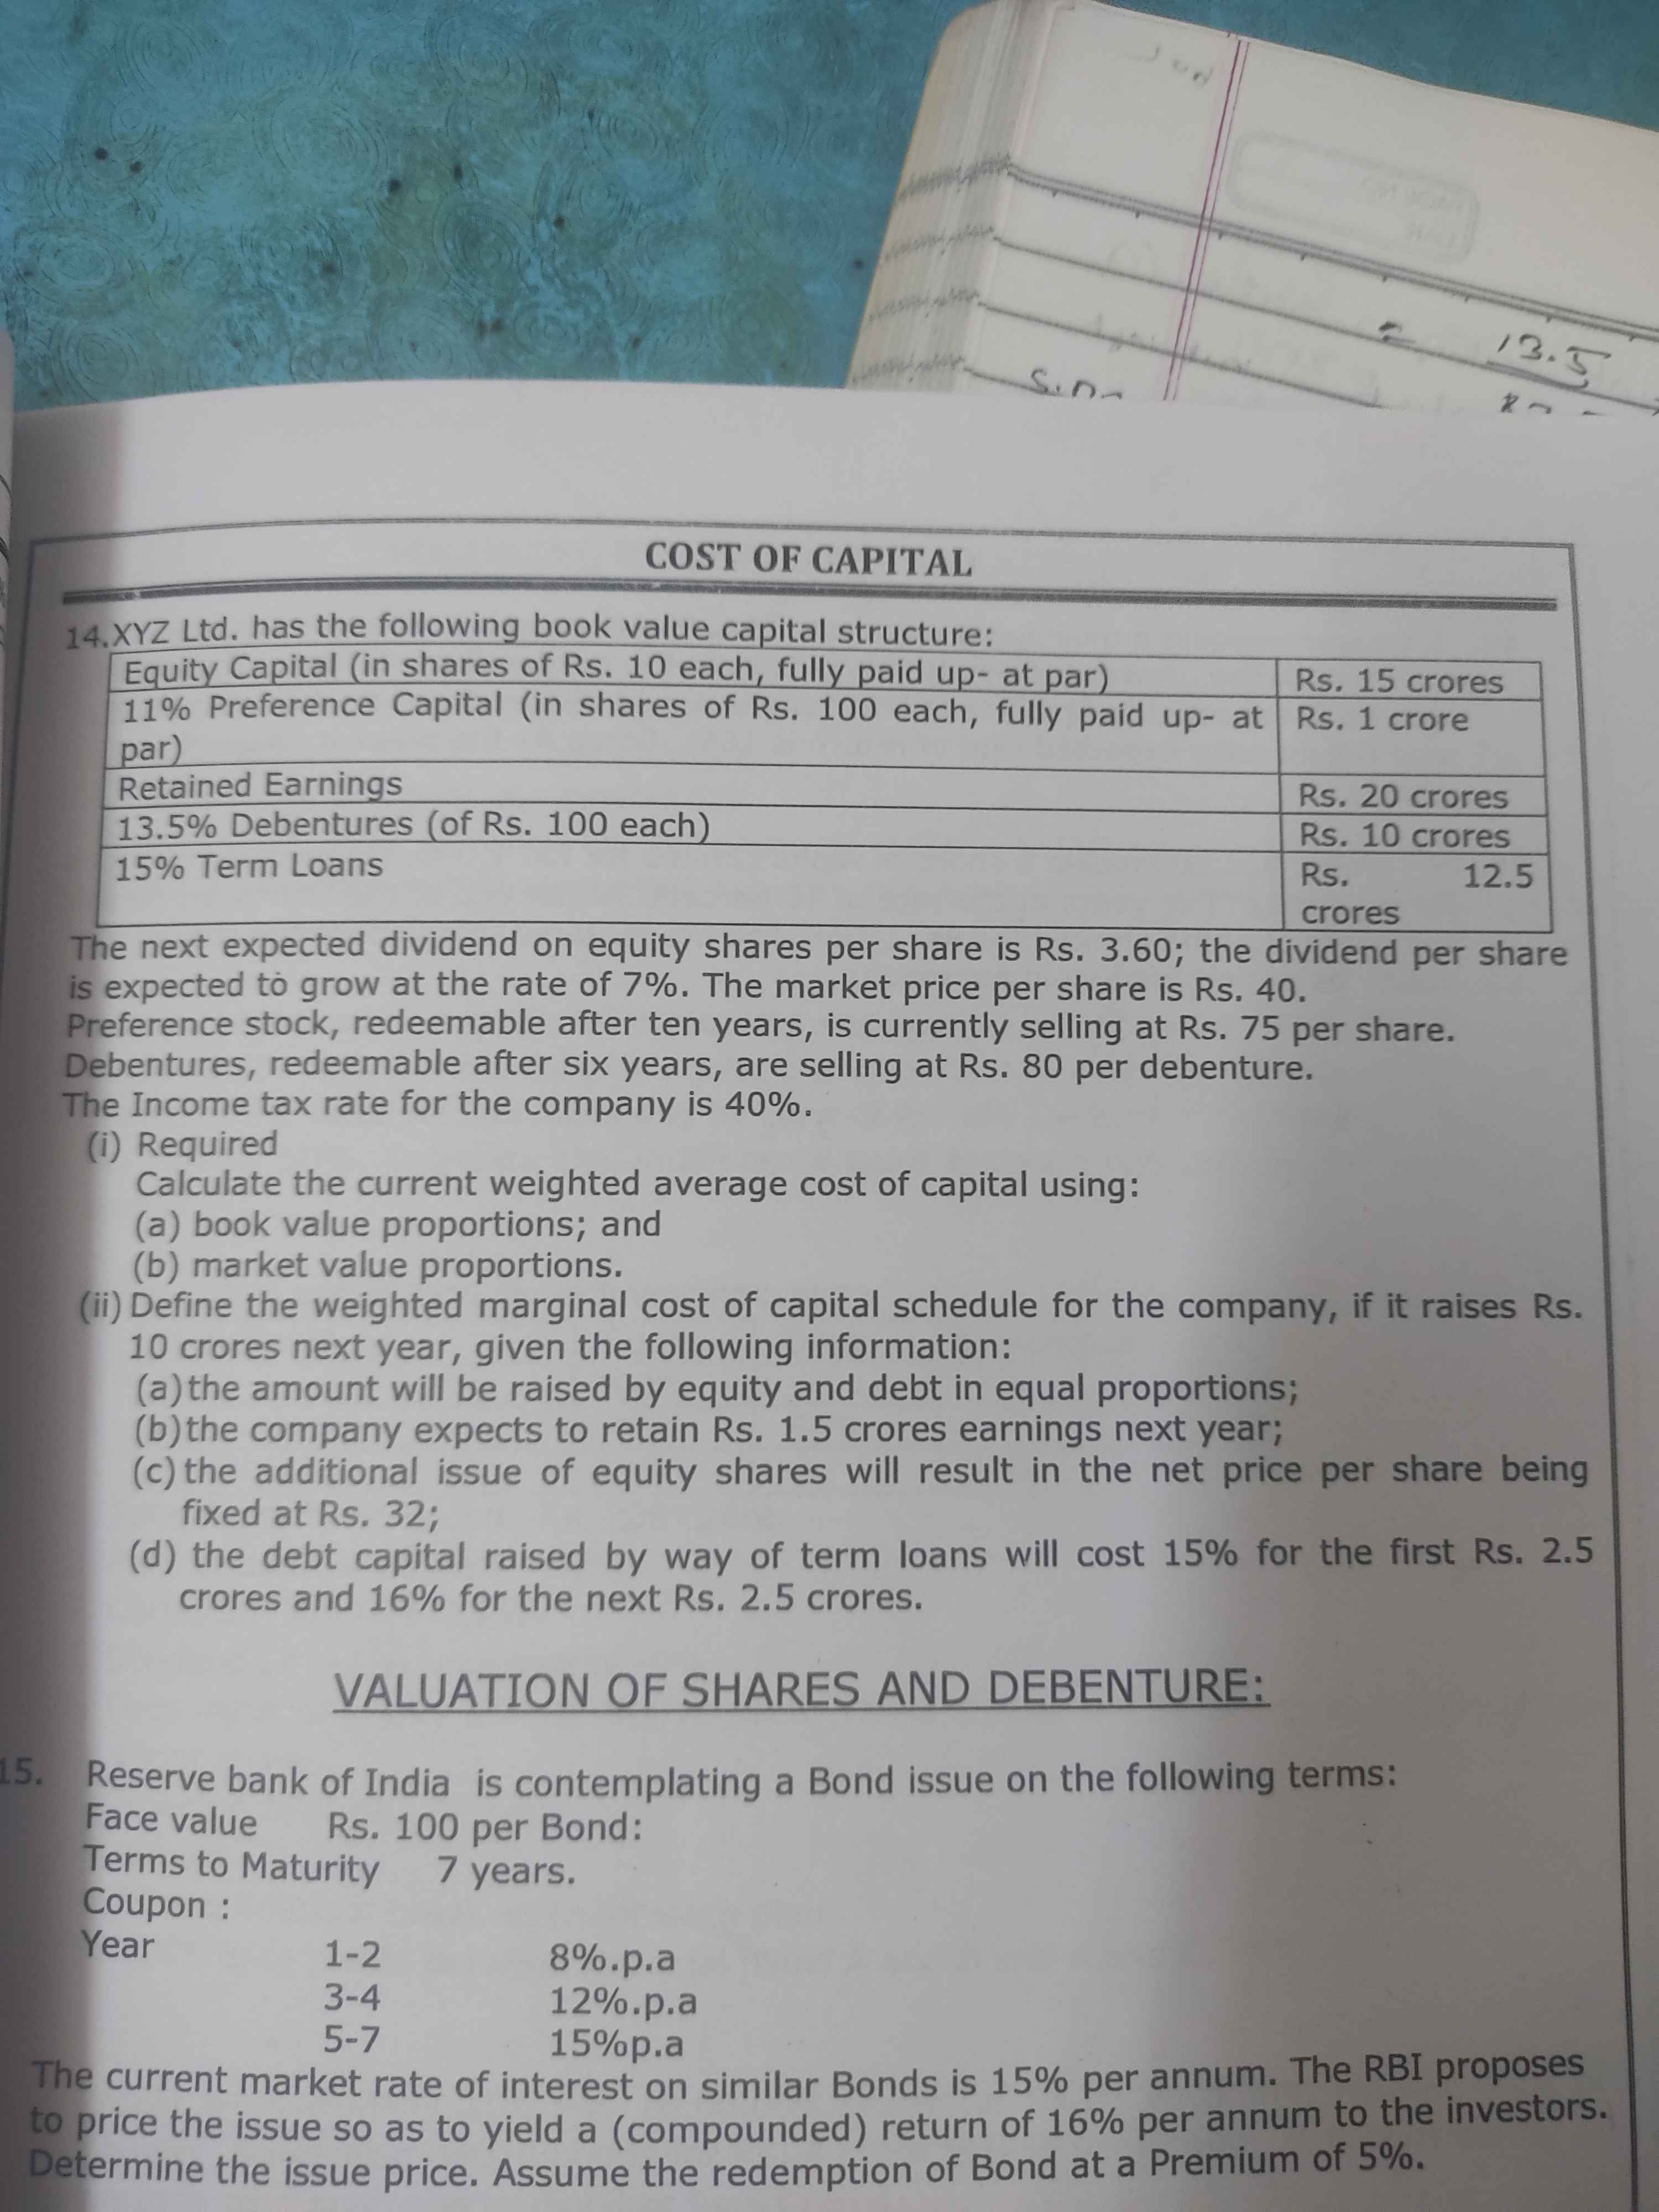 = 13.5
COST OF CAPITAL
14.XYZ Ltd. has the following book value capital structure:
Equity Capital (in shares of Rs. 10 each, fully paid up- at par) Rs. 15 crores
11% Preference Capital (in shares of Rs. 100 each, fully paid up- at Rs. 1 crore
par)
Retained Earnings Rs. 20 crores
13.5% Debentures (of Rs. 100 each) Rs. 10 crores
15% Term Loans Rs. 12.5
crores
The next expected dividend on equity shares per share is Rs. 3.60; the dividend per share
is expected to grow at the rate of 7%. The market price per share is Rs. 40.
Preference stock, redeemable after ten years, is currently selling at Rs. 75 per share.
Debentures, redeemable after six years, are selling at Rs. 80 per debenture.
The Income tax rate for the company is 40%.
(i) Required
Calculate the current weighted average cost of capital using:
(a) book value proportions; and
(b) market value proportions.
(ii) Define the weighted marginal cost of capital schedule for the company, if it raises Rs.
10 crores next year, given the following information:
(a) the amount will be raised by equity and debt in equal proportions;
(b) the company expects to retain Rs. 1.5 crores earnings next year;
(c) the additional issue of equity shares will result in the net price per share being
fixed at Rs. 32;
(d) the debt capital raised by way of term loans will cost 15% for the first Rs. 2.5
crores and 16% for the next Rs. 2.5 crores.
VALUATION OF SHARES AND DEBENTURE:
15. Reserve bank of India is contemplating a Bond issue on the following terms:
Face value Rs. 100 per Bond:
Terms to Maturity 7 years.
Coupon :
Year 1-2 8%.p.a
3-4 12%.p.a
5-7 15%p.a
The current market rate of interest on similar Bonds is 15% per annum. The RBI proposes
to price the issue so as to yield a (compounded) return of 16% per annum to the investors.
Determine the issue price. Assume the redemption of Bond at a Premium of 5%.